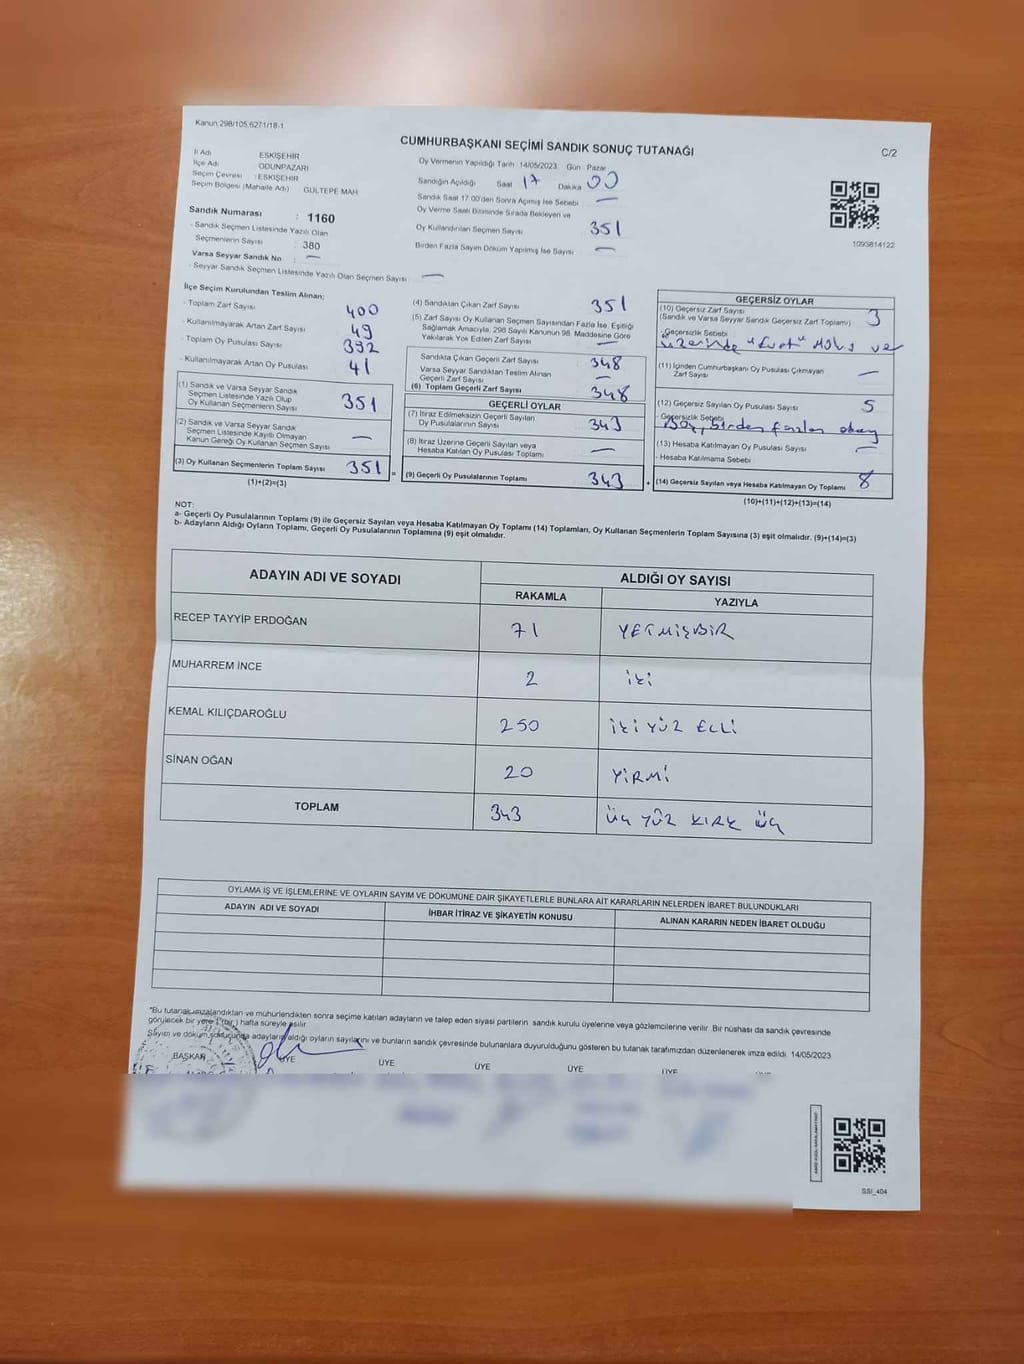 Kanun.298/105,6271/18-1
CUMHURBAŞKANI SEÇİMİ SANDIK SONUÇ TUTANAĞI
C/2
İl Adı ESKİŞEHİR
İlçe Adı ODUNPAZARI
Seçim Çevresi : ESKİŞEHİR
Seçim Bölgesi (Mahalle Adı) GÜLTEPE MAH
Oy Vermenin Yapıldığı Tarih :14/05/2023 Gün : Pazar
Sandığın Açıldığı Saat 17 Dakika 00
Sandık Saat 17.00'den Sonra Açımış İse Sebebi —
Oy Verme Saati Bitiminde Sırada Bekleyen ve
Oy Kullandırılan Seçmen Sayısı 351
Birden Fazla Sayım Döküm Yapılmış İse Sayısı —
1093814122
Sandık Numarası : 1160
- Sandık Seçmen Listesinde Yazılı Olan
Seçmenlerin Sayısı : 380
Varsa Seyyar Sandık No : —
- Seyyar Sandık Seçmen Listesinde Yazılı Olan Seçmen Sayısı : —
İlçe Seçim Kurulundan Teslim Alınan;
- Toplam Zarf Sayısı 400
- Kullanılmayarak Artan Zarf Sayısı 49
- Toplam Oy Pusulası Sayısı 392
- Kullanılmayarak Artan Oy Pusulası 41
(1) Sandık ve Varsa Seyyar Sandık
Seçmen Listesinde Yazılı Olup
Oy Kullanan Seçmenlerin Sayısı 351
(2) Sandık ve Varsa Seyyar Sandık
Seçmen Listesinde Kayıtlı Olmayan
Kanun Gereği Oy Kullanan Seçmen Sayısı —
(3) Oy Kullanan Seçmenlerin Toplam Sayısı 351
(1)+(2)=(3)
(4) Sandıktan Çıkan Zarf Sayısı 351
(5) Zarf Sayısı Oy Kullanan Seçmen Sayısından Fazla İse, Eşitliği
Sağlamak Amacıyla, 298 Sayılı Kanunun 98. Maddesine Göre
Yakılarak Yok Edilen Zarf Sayısı —
Sandıkta Çıkan Geçerli Zarf Sayısı 348
Varsa Seyyar Sandıktan Teslim Alınan
Geçerli Zarf Sayısı —
(6) Toplam Geçerli Zarf Sayısı 348
GEÇERLİ OYLAR
(7) İtiraz Edilmeksizin Geçerli Sayılan
Oy Pusulalarının Sayısı 343
(8) İtiraz Üzerine Geçerli Sayılan veya
Hesaba Katılan Oy Pusulası Toplamı —
(9) Geçerli Oy Pusulalarının Toplamı 343
GEÇERSİZ OYLAR
(10) Geçersiz Zarf Sayısı 3
(Sandık ve Varsa Seyyar Sandık Geçersiz Zarf Toplamı)
- Geçersizlik Sebebi
üzerinde "Evet" var
(11) İçinden Cumhurbaşkanı Oy Pusulası Çıkmayan
Zarf Sayısı —
(12) Geçersiz Sayılan Oy Pusulası Sayısı 5
- Geçersizlik Sebebi
Boş, birden fazla
(13) Hesaba Katılmayan Oy Pusulası Sayısı —
- Hesaba Katılmama Sebebi
(14) Geçersiz Sayılan veya Hesaba Katılmayan Oy Toplamı 8
(10)+(11)+(12)+(13)=(14)
NOT:
a- Geçerli Oy Pusulalarının Toplamı (9) ile Geçersiz Sayılan veya Hesaba Katılmayan Oy Toplamı (14) Toplamları, Oy Kullanan Seçmenlerin Toplam Sayısına (3) eşit olmalıdır. (9)+(14)=(3)
b- Adayların Aldığı Oyların Toplamı, Geçerli Oy Pusulalarının Toplamına (9) eşit olmalıdır.
ADAYIN ADI VE SOYADI
ALDIĞI OY SAYISI
RAKAMLA YAZIYLA
RECEP TAYYİP ERDOĞAN 71 YETMİŞBİR
MUHARREM İNCE 2 İKİ
KEMAL KILIÇDAROĞLU 250 İKİ YÜZ ELLİ
SİNAN OĞAN 20 YİRMİ
TOPLAM 343 ÜÇ YÜZ KIRK ÜÇ
OYLAMA İŞ VE İŞLEMLERİNE VE OYLARIN SAYIM VE DÖKÜMÜNE DAİR ŞİKAYETLERLE BUNLARA AİT KARARLARIN NELERDEN İBARET BULUNDUKLARI
ADAYIN ADI VE SOYADI İHBAR İTİRAZ VE ŞİKAYETİN KONUSU ALINAN KARARIN NEDEN İBARET OLDUĞU
"Bu tutanak imzalandıktan ve mühürlendikten sonra seçime katılan adayların ve talep eden siyasi partilerin sandık kurulu üyelerine veya gözlemcilerine verilir. Bir nüshası da sandık çevresinde
görülecek bir yere 1 (bir ) hafta süreyle asılır
Sayım ve döküm sonucunda adayların aldığı oyların sayılarını ve bunların sandık çevresinde bulunanlara duyurulduğunu gösteren bu tutanak tarafımızdan düzenlenerek imza edildi. 14/05/2023
BAŞKAN ÜYE ÜYE ÜYE ÜYE ÜYE
SSİ_404